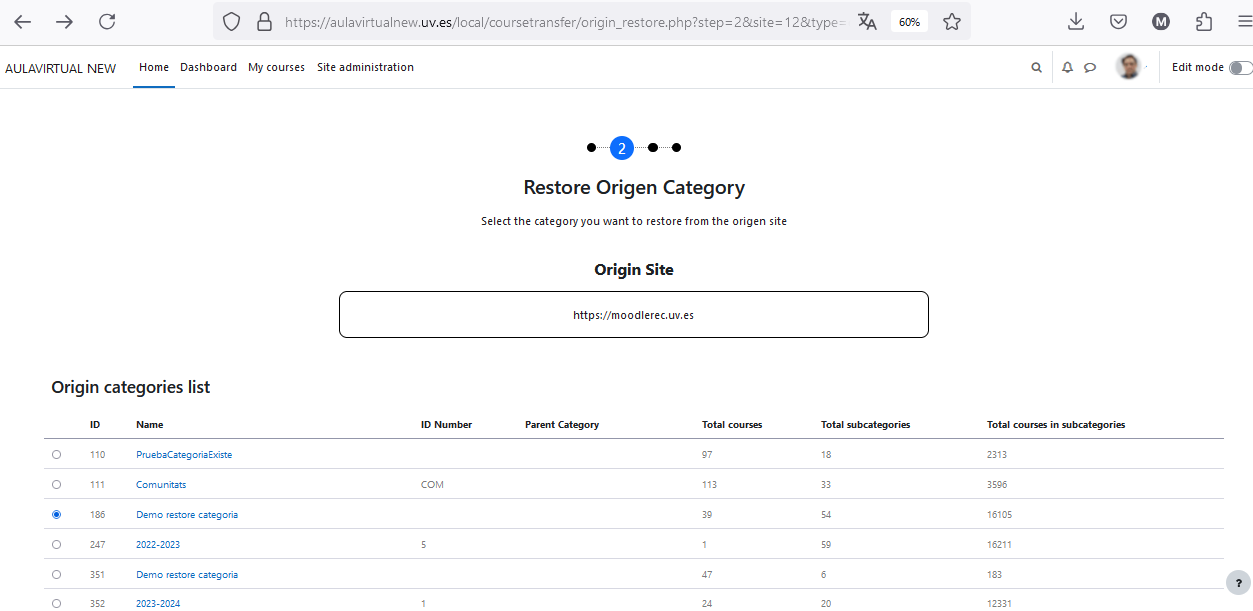 https://aulavirtualnew.uv.es/local/coursetransfer/origin_restore.php?step=2&site=12&type=
60%
M
AULAVIRTUAL NEW Home Dashboard My courses Site administration Edit mode
2
Restore Origen Category
Select the category you want to restore from the origen site
Origin Site
https://moodlerec.uv.es
Origin categories list
ID Name ID Number Parent Category Total courses Total subcategories Total courses in subcategories
110 PruebaCategoriaExiste 97 18 2313
111 Comunitats COM 113 33 3596
186 Demo restore categoria 39 54 16105
247 2022-2023 5 1 59 16211
351 Demo restore categoria 47 6 183
?
352 2023-2024 1 24 20 12331